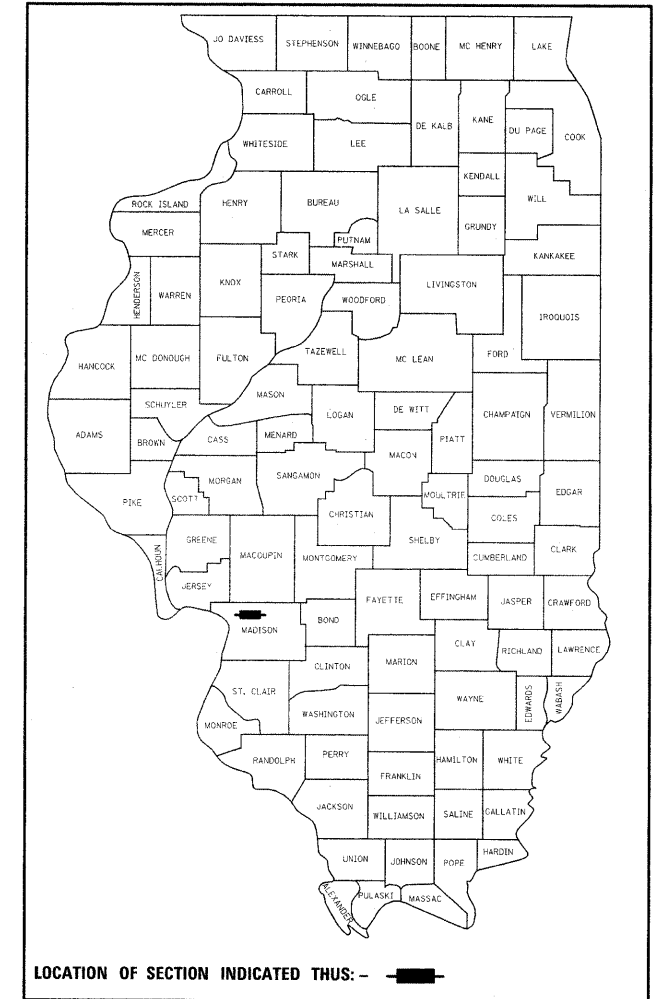 JO DAVIESS
STEPHENSON
WINNEBAGO
BOONE
MC HENRY
LAKE
CARROLL
OGLE
DE KALB
KANE
DU PAGE
COOK
WHITESIDE
LEE
KENDALL
WILL
ROCK ISLAND
HENRY
BUREAU
LA SALLE
GRUNDY
MERCER
PUTNAM
STARK
MARSHALL
KANKAKEE
HENDERSON
WARREN
KNOX
PEORIA
WOODFORD
LIVINGSTON
IROQUOIS
HANCOCK
MC DONOUGH
FULTON
TAZEWELL
MC LEAN
FORD
SCHUYLER
MASON
LOGAN
DE WITT
CHAMPAIGN
VERMILION
ADAMS
BROWN
CASS
MENARD
MACON
PIATT
PIKE
SCOTT
MORGAN
SANGAMON
CHRISTIAN
MOULTRIE
DOUGLAS
EDGAR
COLES
CALHOUN
GREENE
MACOUPIN
MONTGOMERY
SHELBY
CUMBERLAND
CLARK
JERSEY
FAYETTE
EFFINGHAM
JASPER
CRAWFORD
MADISON
BOND
CLAY
RICHLAND
LAWRENCE
CLINTON
MARION
ST. CLAIR
WAYNE
EDWARDS
WABASH
MONROE
WASHINGTON
JEFFERSON
RANDOLPH
PERRY
HAMILTON
WHITE
FRANKLIN
JACKSON
WILLIAMSON
SALINE
GALLATIN
UNION
JOHNSON
POPE
HARDIN
ALEXANDER
PULASKI
MASSAC
LOCATION OF SECTION INDICATED THUS: -